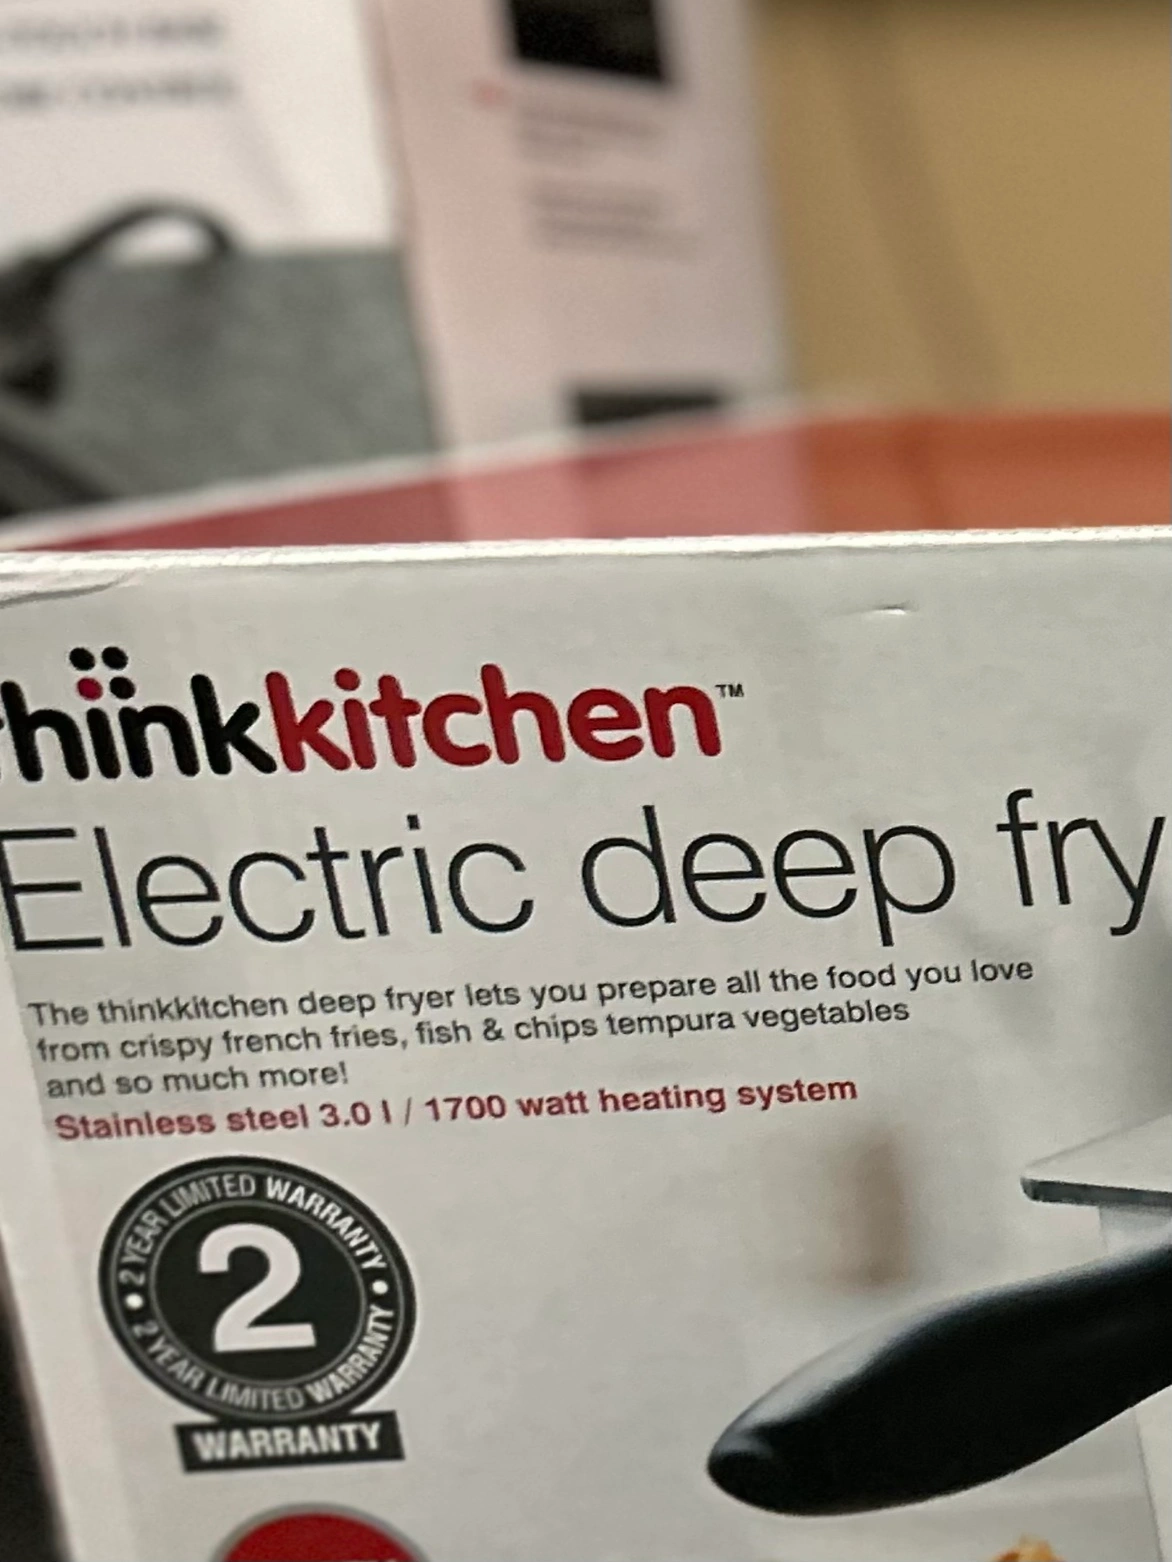 hinkkitchen™
Electric deep fry
The thinkkitchen deep fryer lets you prepare all the food you love
from crispy french fries, fish & chips tempura vegetables
and so much more!
Stainless steel 3.0 l / 1700 watt heating system
2 YEAR LIMITED WARRANTY
2
2 YEAR LIMITED WARRANTY
WARRANTY